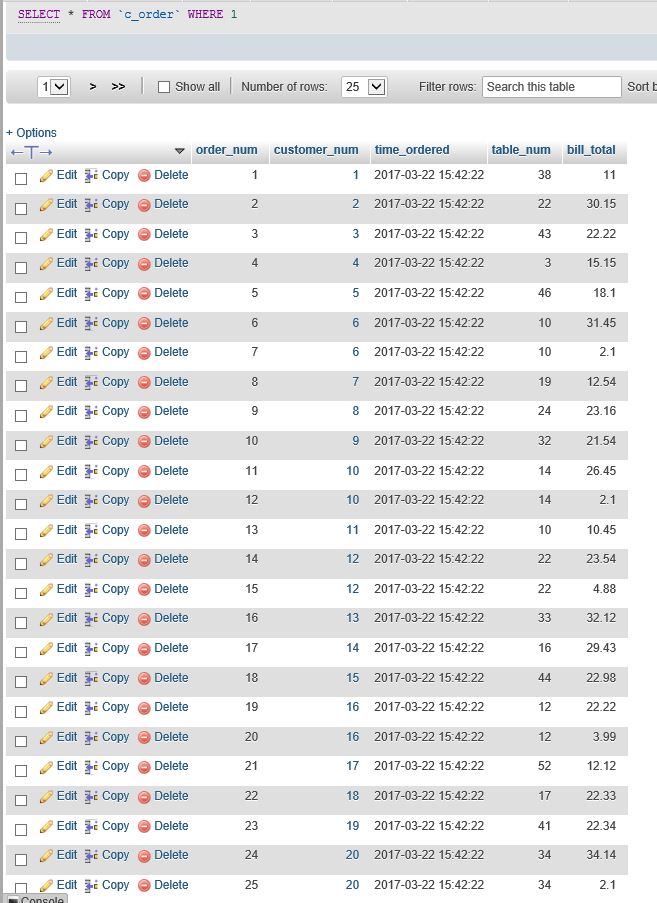 SELECT * FROM `c_order` WHERE 1
1 > >> Show all Number of rows: 25 Filter rows: Search this table Sort b
+ Options
←T→ order_num customer_num time_ordered table_num bill_total
Edit Copy Delete 1 1 2017-03-22 15:42:22 38 11
Edit Copy Delete 2 2 2017-03-22 15:42:22 22 30.15
Edit Copy Delete 3 3 2017-03-22 15:42:22 43 22.22
Edit Copy Delete 4 4 2017-03-22 15:42:22 3 15.15
Edit Copy Delete 5 5 2017-03-22 15:42:22 46 18.1
Edit Copy Delete 6 6 2017-03-22 15:42:22 10 31.45
Edit Copy Delete 7 6 2017-03-22 15:42:22 10 2.1
Edit Copy Delete 8 7 2017-03-22 15:42:22 19 12.54
Edit Copy Delete 9 8 2017-03-22 15:42:22 24 23.16
Edit Copy Delete 10 9 2017-03-22 15:42:22 32 21.54
Edit Copy Delete 11 10 2017-03-22 15:42:22 14 26.45
Edit Copy Delete 12 10 2017-03-22 15:42:22 14 2.1
Edit Copy Delete 13 11 2017-03-22 15:42:22 10 10.45
Edit Copy Delete 14 12 2017-03-22 15:42:22 22 23.54
Edit Copy Delete 15 12 2017-03-22 15:42:22 22 4.88
Edit Copy Delete 16 13 2017-03-22 15:42:22 33 32.12
Edit Copy Delete 17 14 2017-03-22 15:42:22 16 29.43
Edit Copy Delete 18 15 2017-03-22 15:42:22 44 22.98
Edit Copy Delete 19 16 2017-03-22 15:42:22 12 22.22
Edit Copy Delete 20 16 2017-03-22 15:42:22 12 3.99
Edit Copy Delete 21 17 2017-03-22 15:42:22 52 12.12
Edit Copy Delete 22 18 2017-03-22 15:42:22 17 22.33
Edit Copy Delete 23 19 2017-03-22 15:42:22 41 22.34
Edit Copy Delete 24 20 2017-03-22 15:42:22 34 34.14
Edit Copy Delete 25 20 2017-03-22 15:42:22 34 2.1
Console